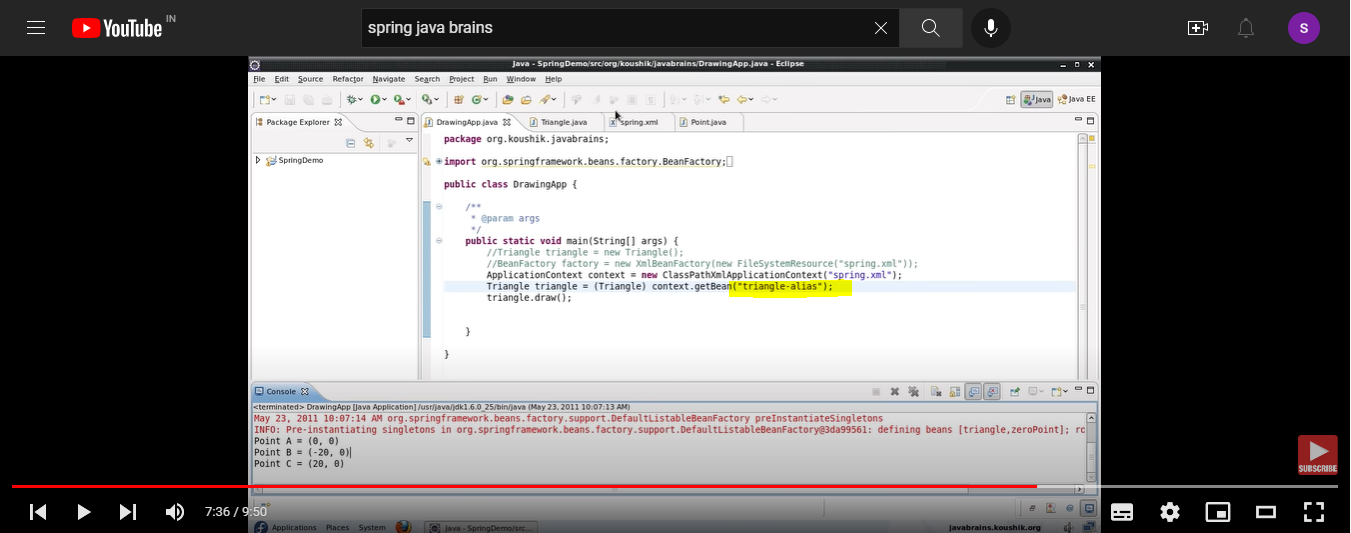 YouTube IN
spring java brains
S
Java - SpringDemo/src/org/koushik/javabrains/DrawingApp.java - Eclipse
File Edit Source Refactor Navigate Search Project Run Window Help
Java Java EE
Package Explorer
DrawingApp.java Triangle.java spring.xml Point.java
SpringDemo
package org.koushik.javabrains;
import org.springframework.beans.factory.BeanFactory;
public class DrawingApp {
/**
* @param args
*/
public static void main(String[] args) {
//Triangle triangle = new Triangle();
//BeanFactory factory = new XmlBeanFactory(new FileSystemResource("spring.xml"));
ApplicationContext context = new ClassPathXmlApplicationContext("spring.xml");
Triangle triangle = (Triangle) context.getBean("triangle-alias");
triangle.draw();
}
}
Console
<terminated> DrawingApp [Java Application] /usr/java/jdk1.6.0_25/bin/java (May 23, 2011 10:07:13 AM)
May 23, 2011 10:07:14 AM org.springframework.beans.factory.support.DefaultListableBeanFactory preInstantiateSingletons
INFO: Pre-instantiating singletons in org.springframework.beans.factory.support.DefaultListableBeanFactory@3da99561: defining beans [triangle,zeroPoint]; ro
Point A = (0, 0)
Point B = (-20, 0)
Point C = (20, 0)
SUBSCRIBE
7:36 / 9:50
Applications Places System
Java - SpringDemo/src...
javabrains.koushik.org